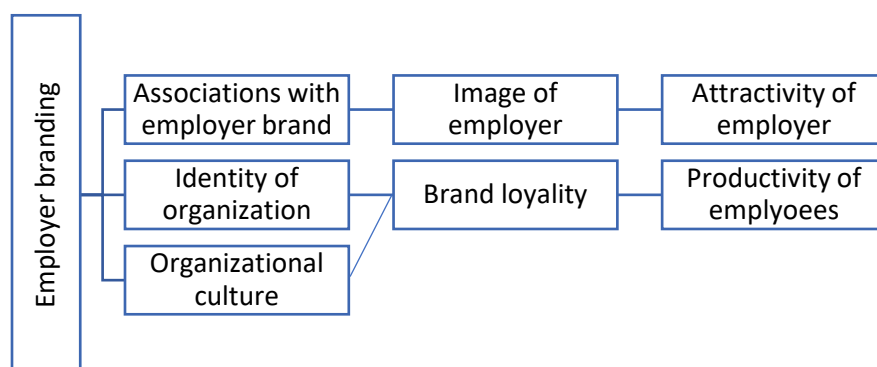 Employer branding
Associations with
employer brand
Image of
employer
Attractivity of
employer
Identity of
organization
Brand loyality
Productivity of
emplyoees
Organizational
culture